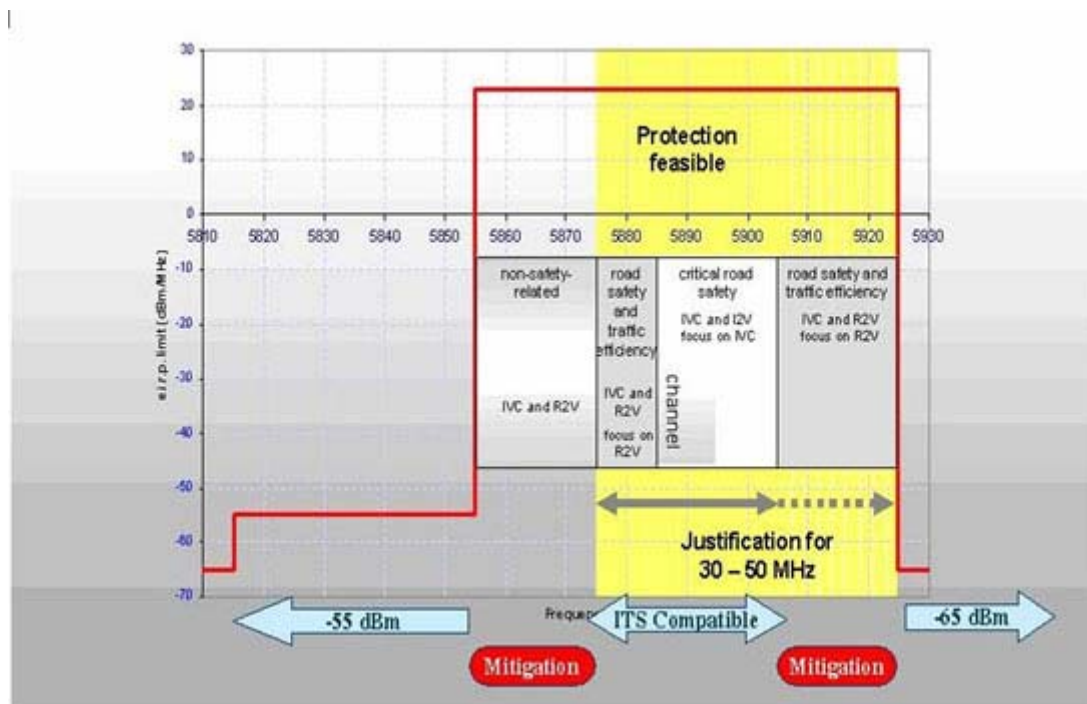 30
20
10
0
-10
-20
-30
-40
-50
-60
-70
e.i.r.p. limit [dBm/MHz]
5810 5820 5830 5840 5850 5860 5870 5880 5890 5900 5910 5920 5930
Protection
feasible
non-safety-
related
IVC and R2V
road
safety
and
traffic
efficiency
IVC and
R2V
focus on
R2V
critical road
safety
IVC and I2V
focus on IVC
channel
road safety and
traffic efficiency
IVC and R2V
focus on R2V
Justification for
30 – 50 MHz
-55 dBm
ITS Compatible
-65 dBm
Mitigation
Mitigation